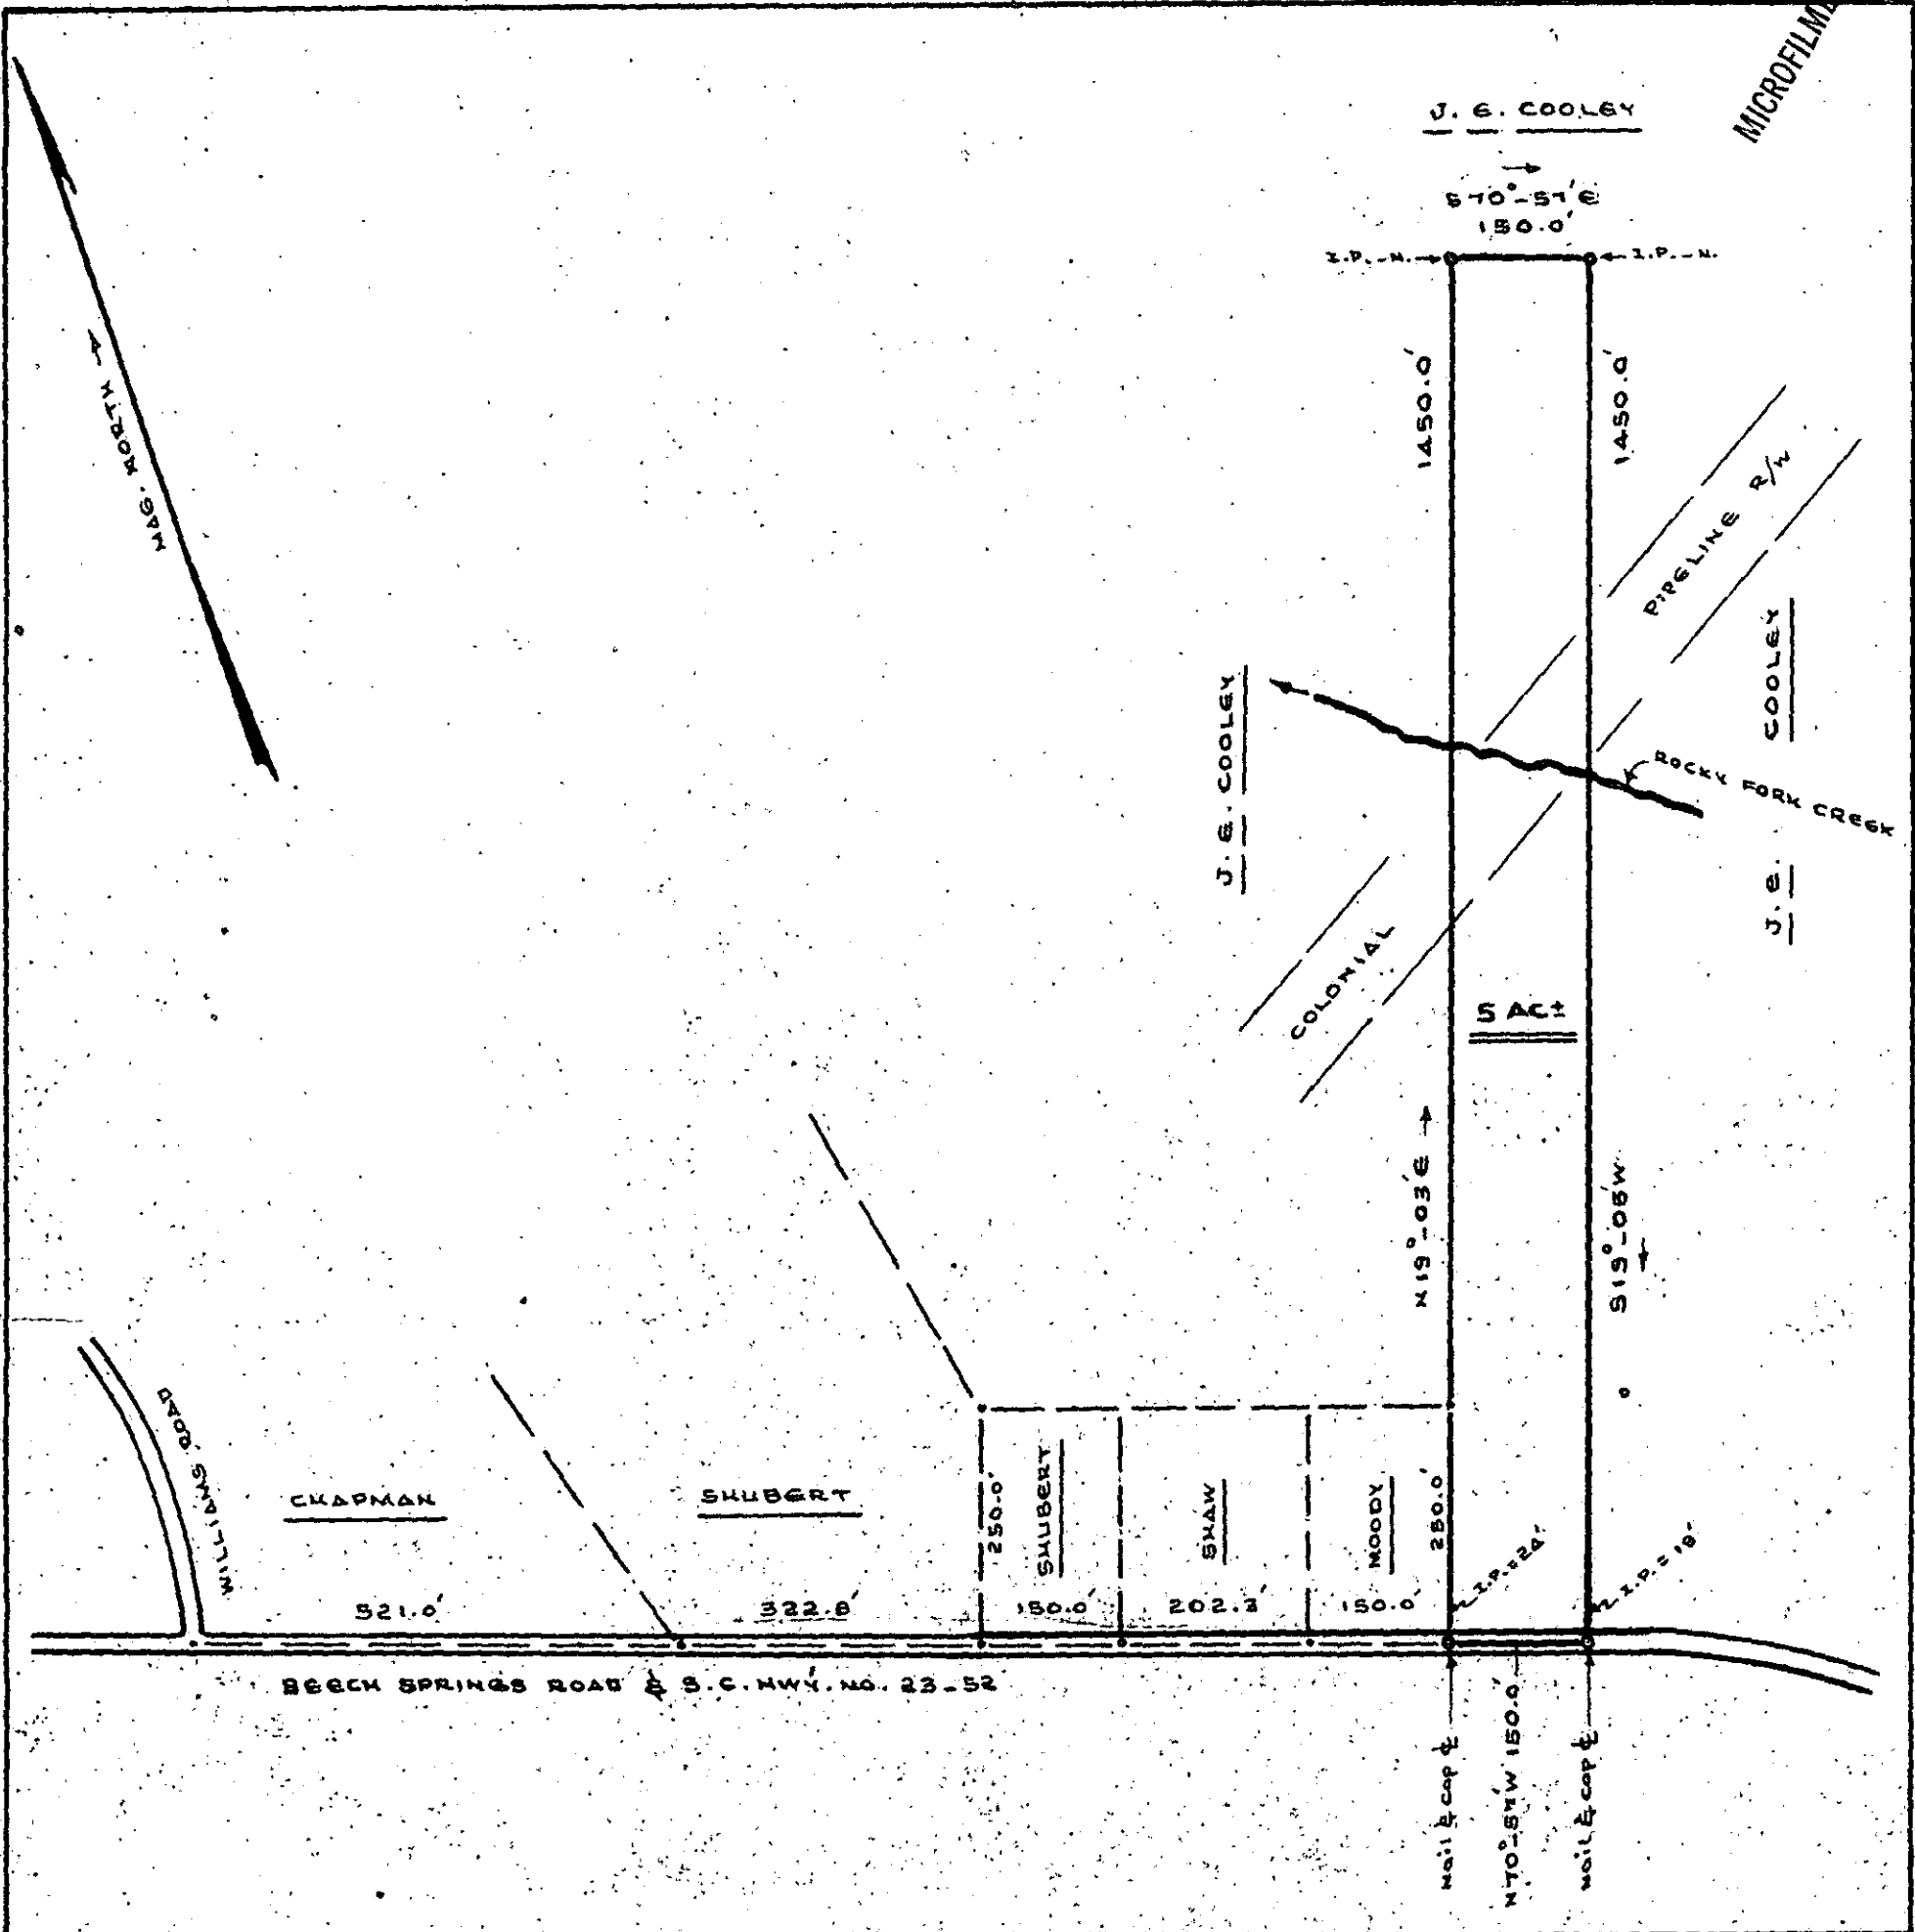 J. E. COOLEY
S 70°-57' E
150.0'
I.P. - N.
I.P. - N.
1450.0'
1450.0'
MAG. NORTH
PIPELINE R/W
COLONIAL
J. E. COOLEY
J. E. COOLEY
ROCKY FORK CREEK
5 AC±
N 19°-03' E
S 19°-03' W
WILLIAMS ROAD
CHAPMAN
521.0'
SHUBERT
322.8'
250.0'
SHUBERT
150.0'
SHAW
202.3'
MOODY
150.0'
250.0'
I.P. = 24'
I.P. = 18'
BEECH SPRINGS ROAD & S.C. HWY. NO. 23-52
Nail & cap ℄
N 70°-57' W 150.0'
Nail & cap ℄